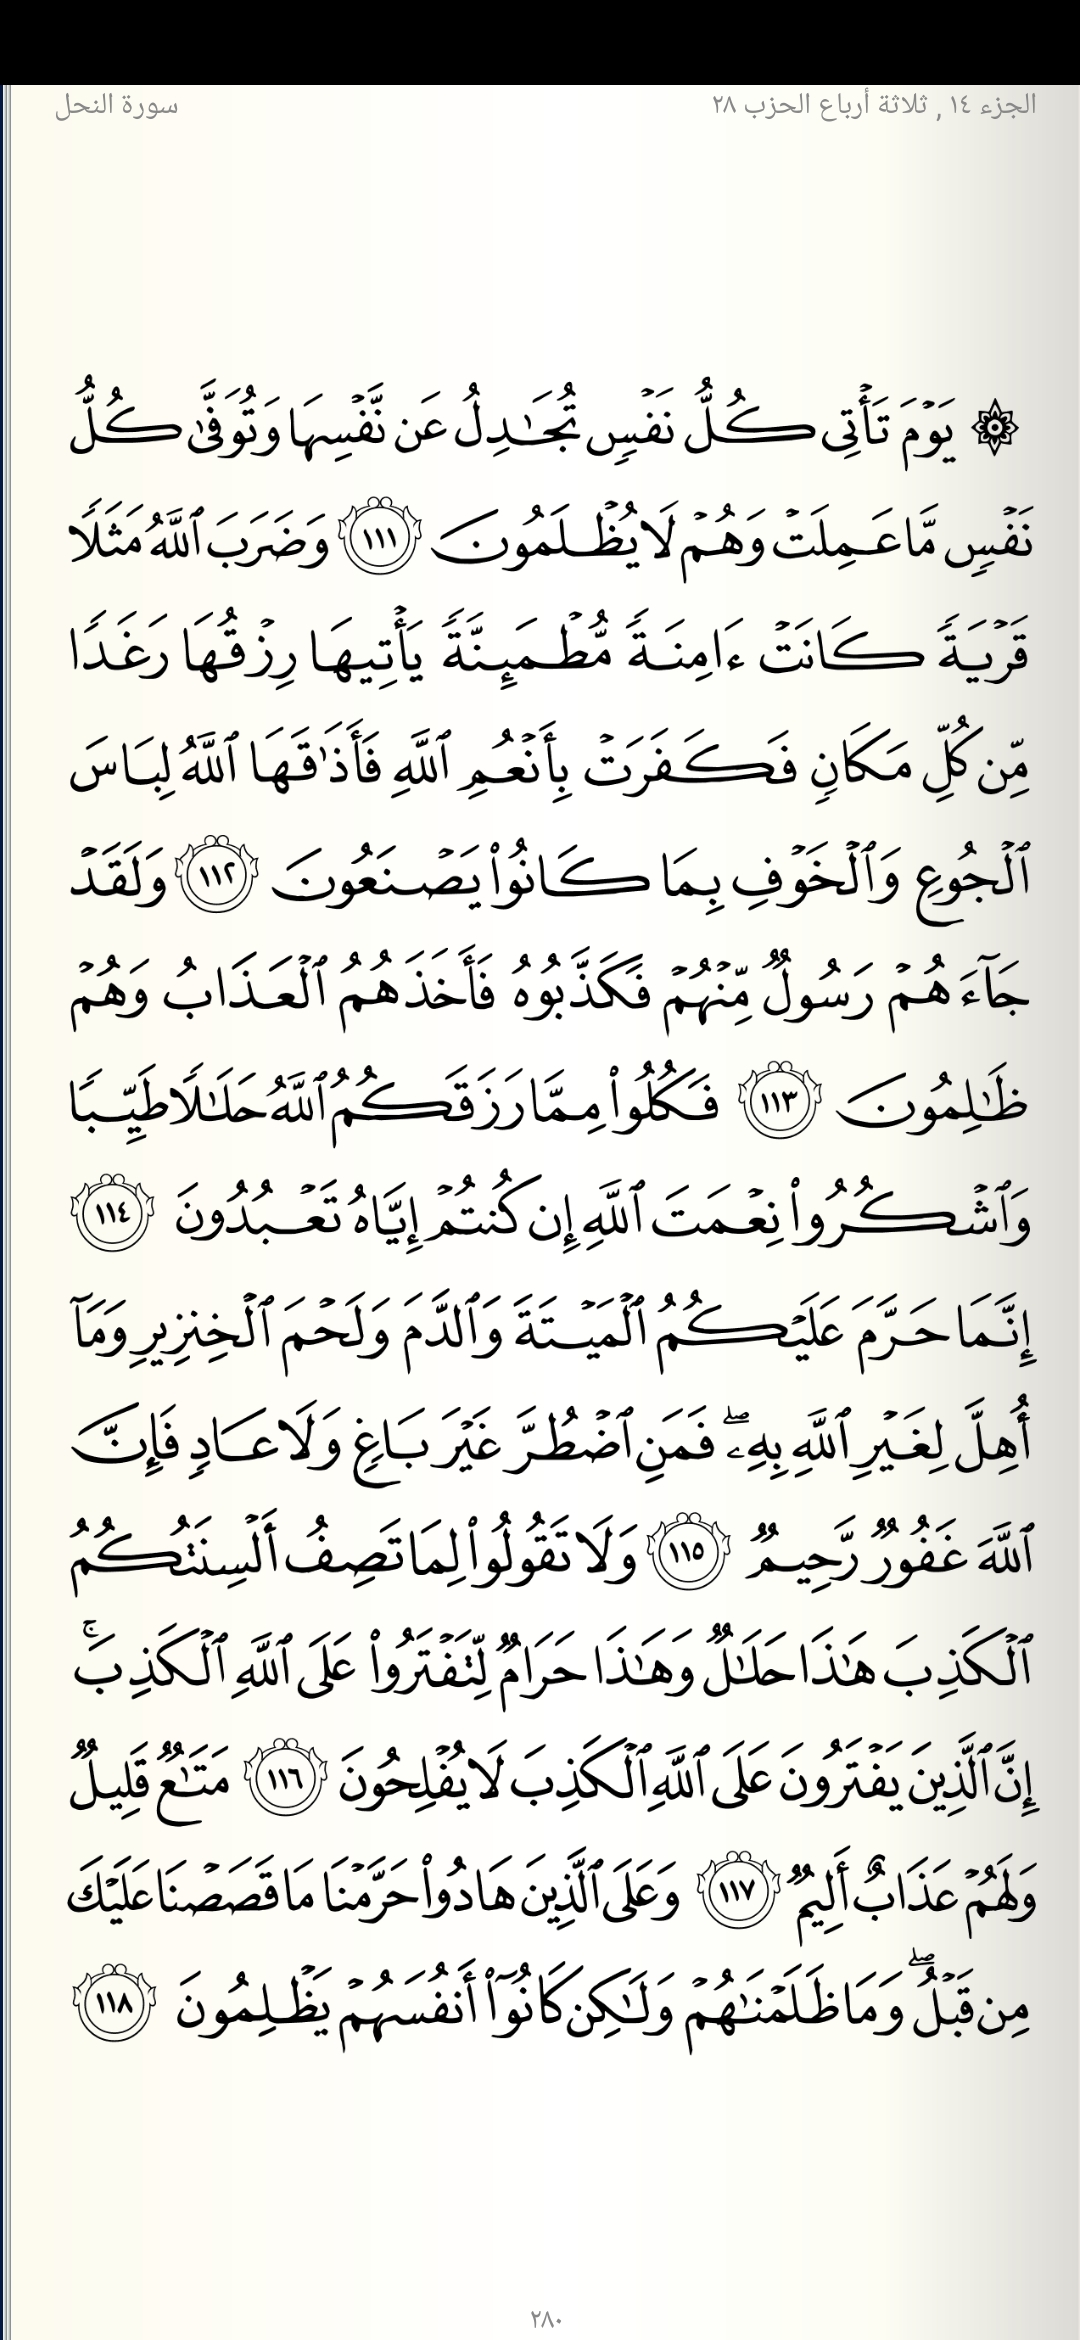 الجزء ١٤ , ثلاثة أرباع الحزب ٢٨
سورة النحل
۞ يَوۡمَ تَأۡتِي كُلُّ نَفۡسٖ تُجَٰدِلُ عَن نَّفۡسِهَا وَتُوَفَّىٰ كُلُّ
نَفۡسٖ مَّا عَمِلَتۡ وَهُمۡ لَا يُظۡلَمُونَ ١١١ وَضَرَبَ ٱللَّهُ مَثَلٗا
قَرۡيَةٗ كَانَتۡ ءَامِنَةٗ مُّطۡمَئِنَّةٗ يَأۡتِيهَا رِزۡقُهَا رَغَدٗا
مِّن كُلِّ مَكَانٖ فَكَفَرَتۡ بِأَنۡعُمِ ٱللَّهِ فَأَذَٰقَهَا ٱللَّهُ لِبَاسَ
ٱلۡجُوعِ وَٱلۡخَوۡفِ بِمَا كَانُواْ يَصۡنَعُونَ ١١٢ وَلَقَدۡ
جَآءَهُمۡ رَسُولٞ مِّنۡهُمۡ فَكَذَّبُوهُ فَأَخَذَهُمُ ٱلۡعَذَابُ وَهُمۡ
ظَٰلِمُونَ ١١٣ فَكُلُواْ مِمَّا رَزَقَكُمُ ٱللَّهُ حَلَٰلٗا طَيِّبٗا
وَٱشۡكُرُواْ نِعۡمَتَ ٱللَّهِ إِن كُنتُمۡ إِيَّاهُ تَعۡبُدُونَ ١١٤
إِنَّمَا حَرَّمَ عَلَيۡكُمُ ٱلۡمَيۡتَةَ وَٱلدَّمَ وَلَحۡمَ ٱلۡخِنزِيرِ وَمَآ
أُهِلَّ لِغَيۡرِ ٱللَّهِ بِهِۦۖ فَمَنِ ٱضۡطُرَّ غَيۡرَ بَاغٖ وَلَا عَادٖ فَإِنَّ
ٱللَّهَ غَفُورٞ رَّحِيمٞ ١١٥ وَلَا تَقُولُواْ لِمَا تَصِفُ أَلۡسِنَتُكُمُ
ٱلۡكَذِبَ هَٰذَا حَلَٰلٞ وَهَٰذَا حَرَامٞ لِّتَفۡتَرُواْ عَلَى ٱللَّهِ ٱلۡكَذِبَۚ
إِنَّ ٱلَّذِينَ يَفۡتَرُونَ عَلَى ٱللَّهِ ٱلۡكَذِبَ لَا يُفۡلِحُونَ ١١٦ مَتَٰعٞ قَلِيلٞ
وَلَهُمۡ عَذَابٌ أَلِيمٞ ١١٧ وَعَلَى ٱلَّذِينَ هَادُواْ حَرَّمۡنَا مَا قَصَصۡنَا عَلَيۡكَ
مِن قَبۡلُۖ وَمَا ظَلَمۡنَٰهُمۡ وَلَٰكِن كَانُوٓاْ أَنفُسَهُمۡ يَظۡلِمُونَ ١١٨
٢٨٠